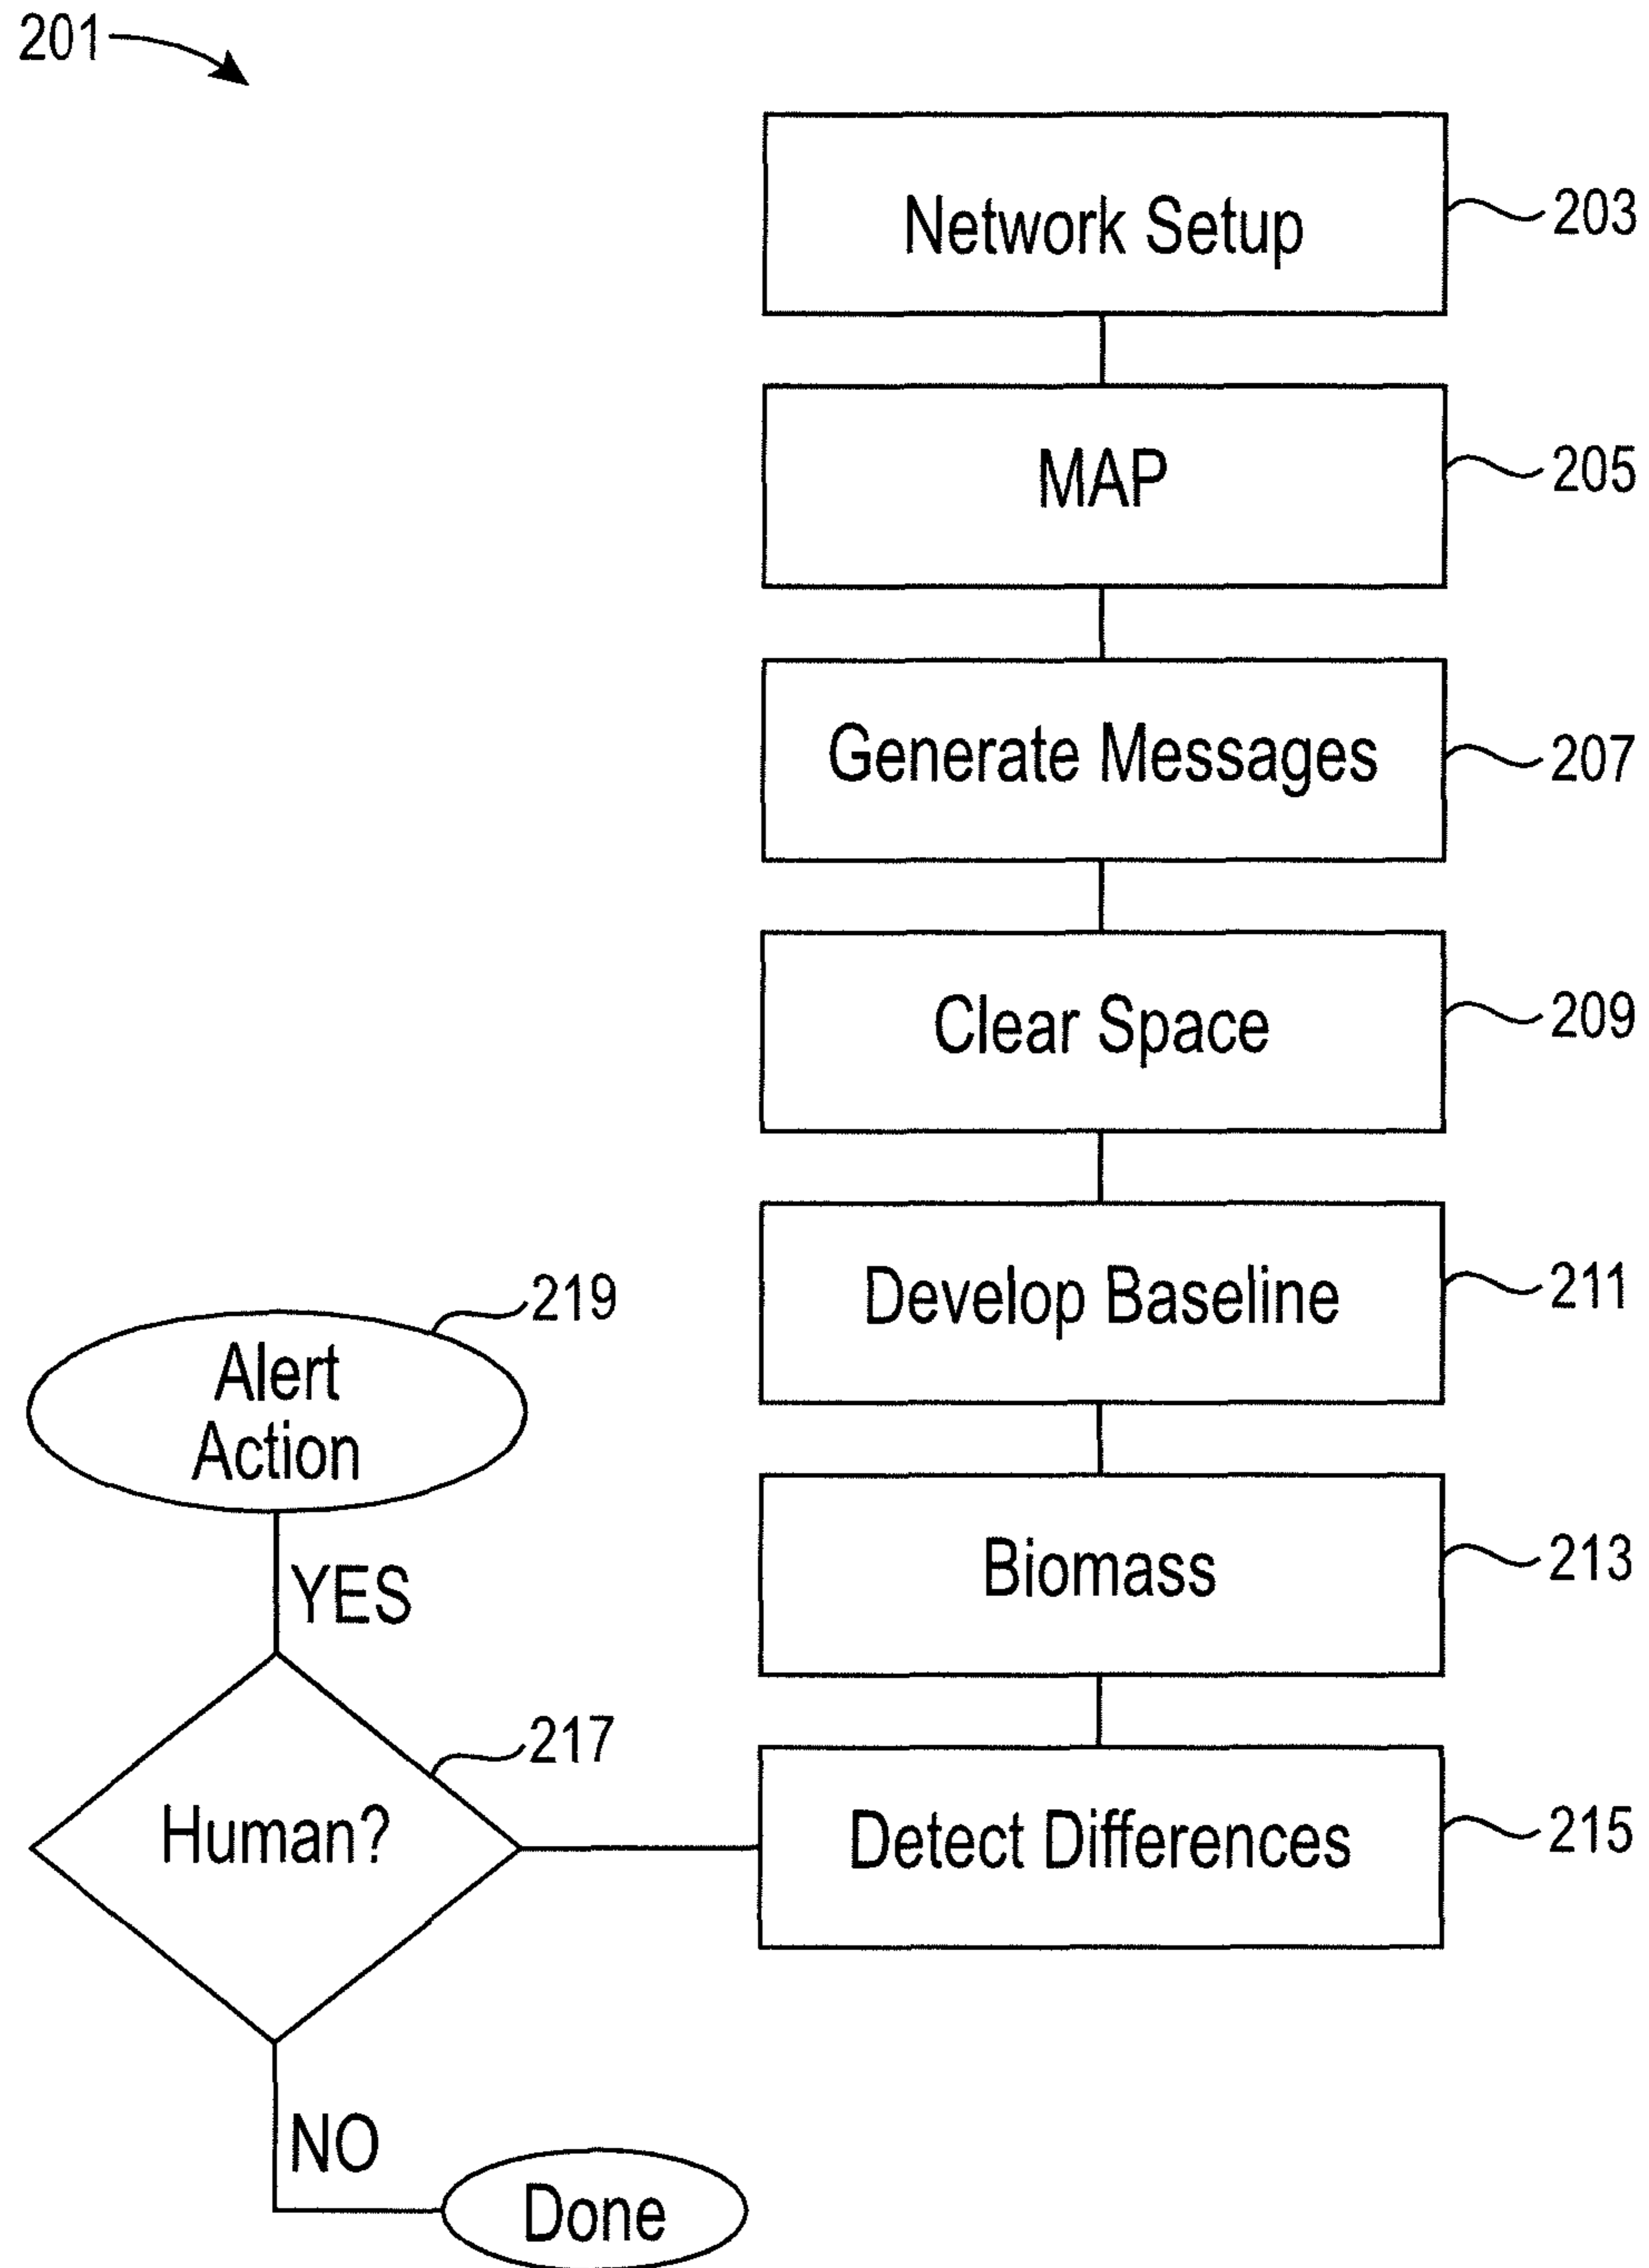 201
Network Setup
203
MAP
205
Generate Messages
207
Clear Space
209
Develop Baseline
211
Biomass
213
Detect Differences
215
Human?
217
YES
Alert
Action
219
NO
Done